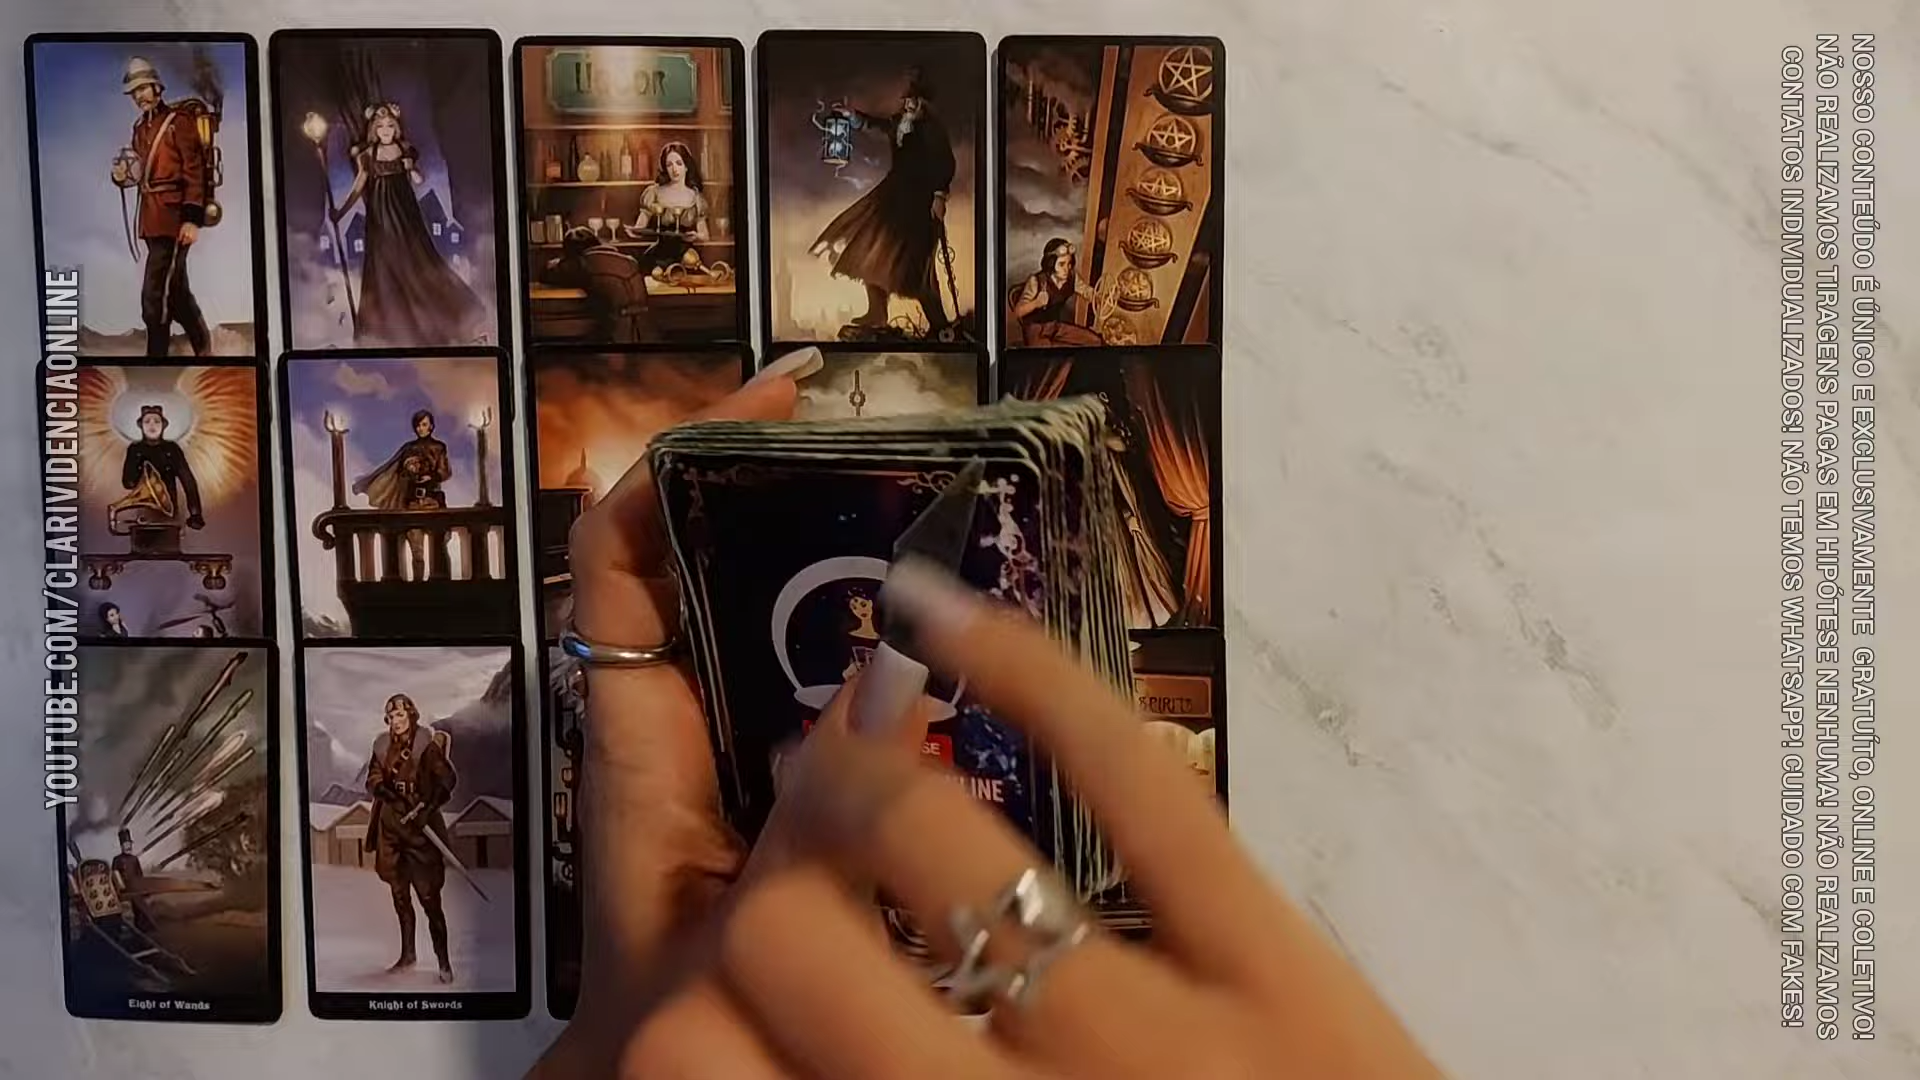 YOUTUBE.COM/CLARIVIDENCIAONLINE
NOSSO CONTEÚDO É ÚNICO E EXCLUSIVAMENTE GRATUÍTO, ONLINE E COLETIVO!
NÃO REALIZAMOS TIRAGENS PAGAS EM HIPÓTESE NENHUMA! NÃO REALIZAMOS
CONTATOS INDIVIDUALIZADOS! NÃO TEMOS WHATSAPP! CUIDADO COM FAKES!
SPIRITS
Eight of Wands
Knight of Swords